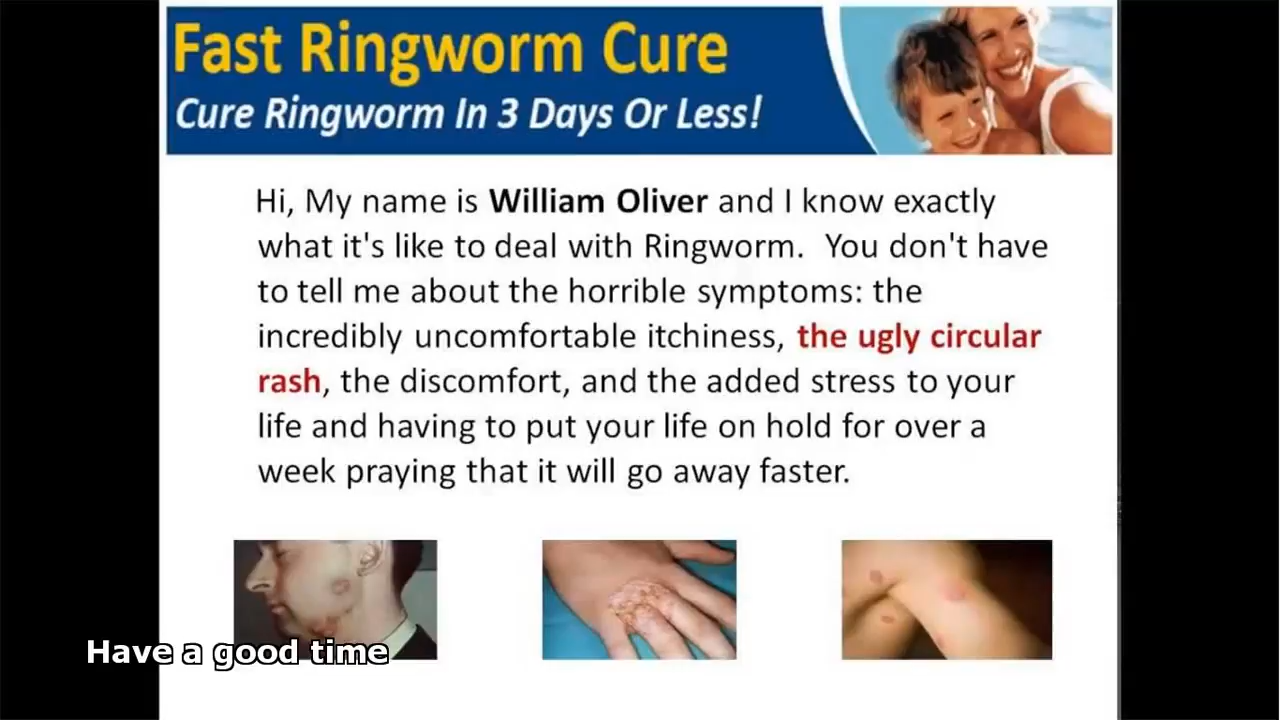 Fast Ringworm Cure
Cure Ringworm In 3 Days Or Less!
Hi, My name is William Oliver and I know exactly
what it's like to deal with Ringworm.  You don't have
to tell me about the horrible symptoms: the
incredibly uncomfortable itchiness, the ugly circular
rash, the discomfort, and the added stress to your
life and having to put your life on hold for over a
week praying that it will go away faster.
Have a good time